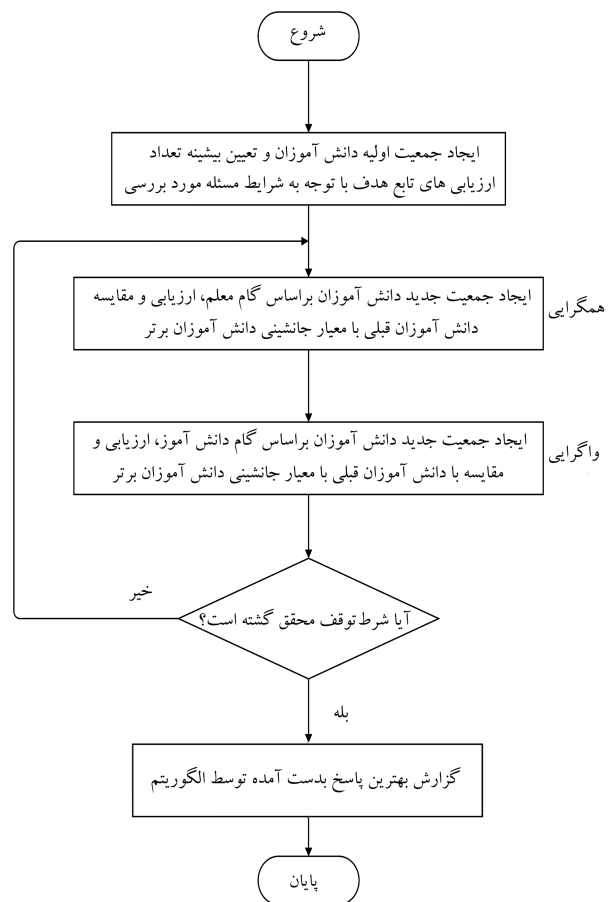 شروع
ایجاد جمعیت اولیه دانش آموزان و تعیین بیشینه تعداد
ارزیابی های تابع هدف با توجه به شرایط مسئله مورد بررسی
ایجاد جمعیت جدید دانش آموزان براساس گام معلم، ارزیابی و مقایسه
دانش آموزان قبلی با معیار جانشینی دانش آموزان برتر
همگرایی
ایجاد جمعیت جدید دانش آموزان براساس گام دانش آموز، ارزیابی و
مقایسه با دانش آموزان قبلی با معیار جانشینی دانش آموزان برتر
واگرایی
آیا شرط توقف محقق گشته است؟
خیر
بله
گزارش بهترین پاسخ بدست آمده توسط الگوریتم
پایان